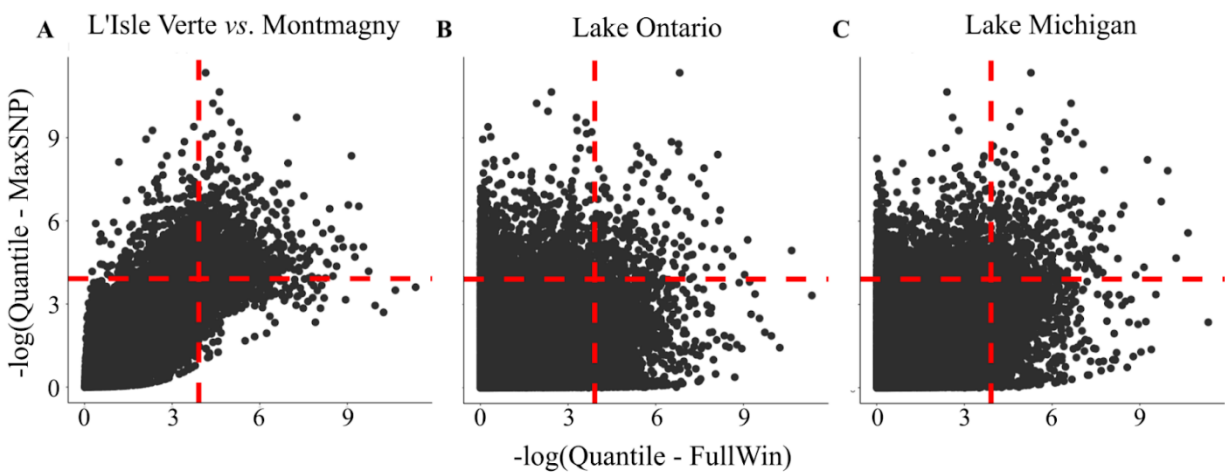 A L'Isle Verte vs. Montmagny B Lake Ontario C Lake Michigan
-log(Quantile - MaxSNP)
9
6
3
0
0 3 6 9 0 3 6 9 0 3 6 9
-log(Quantile - FullWin)